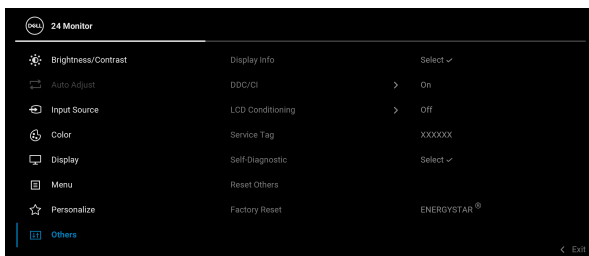 DELL 24 Monitor
Brightness/Contrast Display Info Select ✓
Auto Adjust DDC/CI > On
Input Source LCD Conditioning > Off
Color Service Tag XXXXXX
Display Self-Diagnostic Select ✓
Menu Reset Others
Personalize Factory Reset ENERGYSTAR ®
Others
< Exit